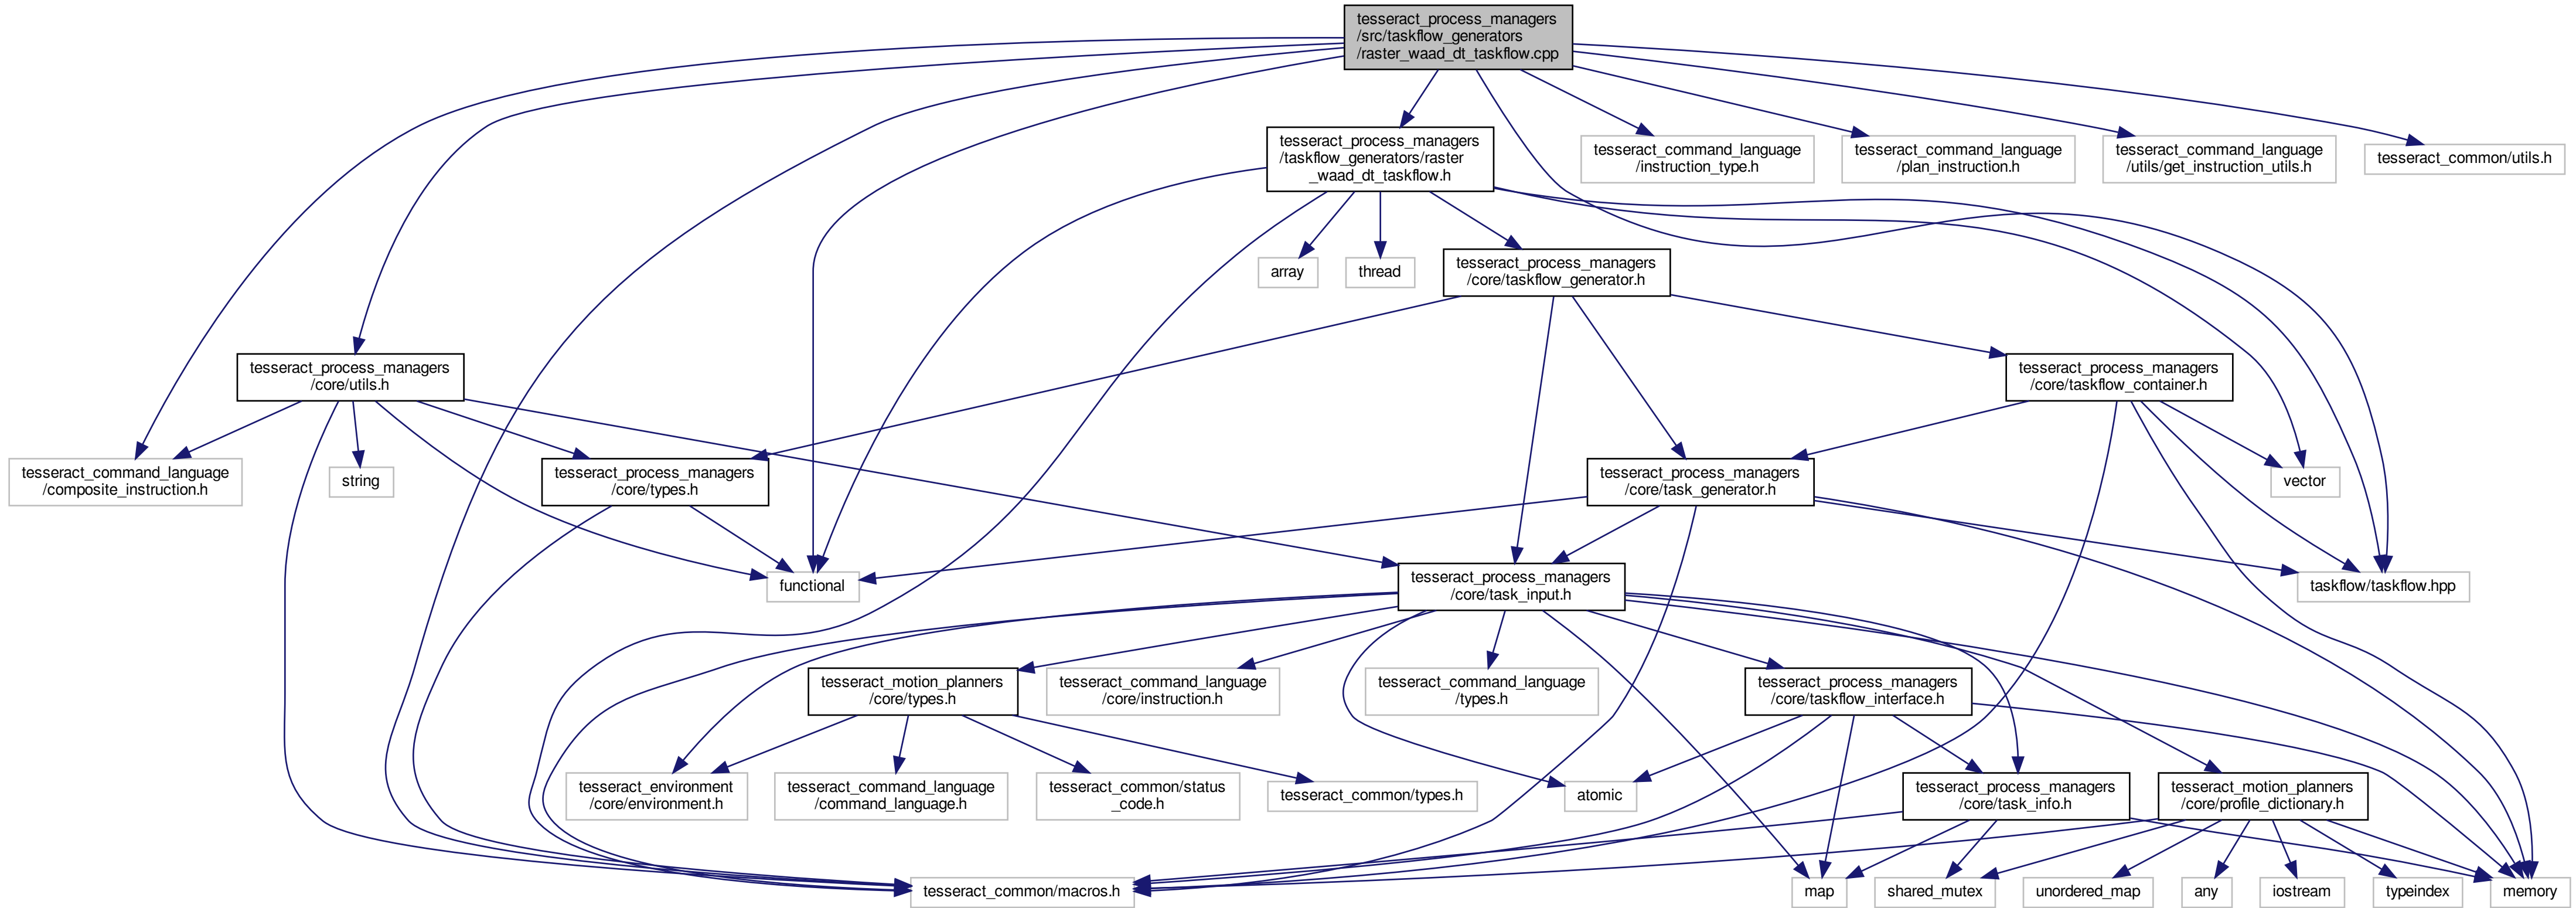 tesseract_process_managers
/src/taskflow_generators
/raster_waad_dt_taskflow.cpp
tesseract_process_managers
/taskflow_generators/raster
_waad_dt_taskflow.h
tesseract_command_language
/instruction_type.h
tesseract_command_language
/plan_instruction.h
tesseract_command_language
/utils/get_instruction_utils.h
tesseract_common/utils.h
array
thread
tesseract_process_managers
/core/taskflow_generator.h
tesseract_process_managers
/core/utils.h
tesseract_process_managers
/core/taskflow_container.h
tesseract_command_language
/composite_instruction.h
string
tesseract_process_managers
/core/types.h
tesseract_process_managers
/core/task_generator.h
vector
functional
tesseract_process_managers
/core/task_input.h
taskflow/taskflow.hpp
tesseract_motion_planners
/core/types.h
tesseract_command_language
/core/instruction.h
tesseract_command_language
/types.h
tesseract_process_managers
/core/taskflow_interface.h
tesseract_environment
/core/environment.h
tesseract_command_language
/command_language.h
tesseract_common/status
_code.h
tesseract_common/types.h
atomic
tesseract_process_managers
/core/task_info.h
tesseract_motion_planners
/core/profile_dictionary.h
tesseract_common/macros.h
map
shared_mutex
unordered_map
any
iostream
typeindex
memory